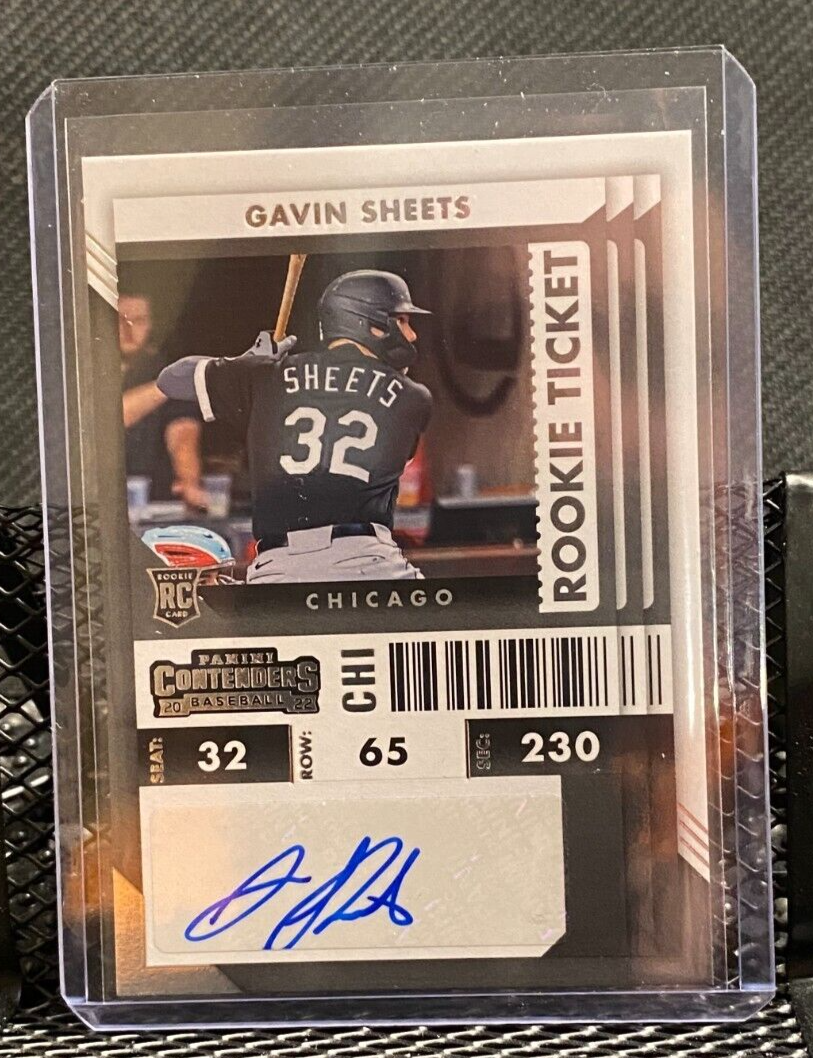 GAVIN SHEETS
ROOKIE TICKET
SHEETS
32
ROOKIE
RC
CARD
CHICAGO
PANINI
CONTENDERS
20 BASEBALL 22
CHI
SEAT: 32 ROW: 65 SEC: 230